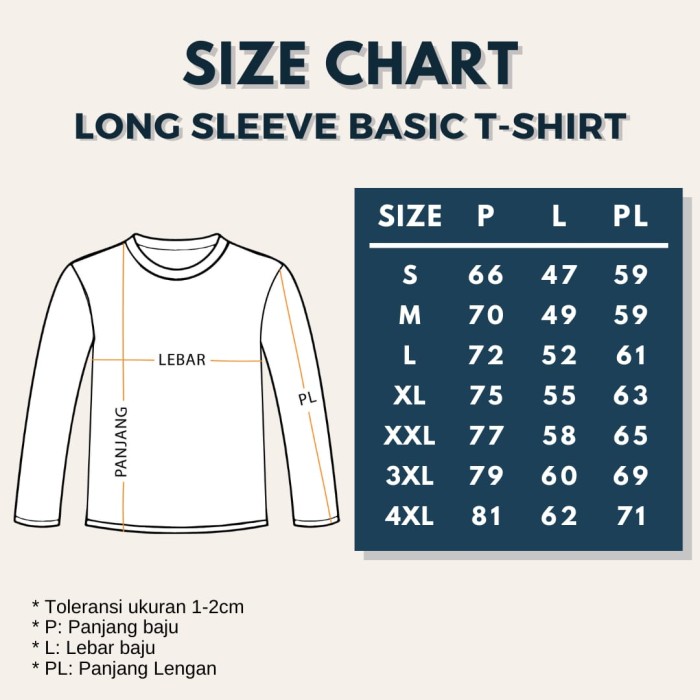 SIZE CHART
LONG SLEEVE BASIC T-SHIRT
LEBAR
PANJANG
PL
SIZE P L PL
S 66 47 59
M 70 49 59
L 72 52 61
XL 75 55 63
XXL 77 58 65
3XL 79 60 69
4XL 81 62 71
* Toleransi ukuran 1-2cm
* P: Panjang baju
* L: Lebar baju
* PL: Panjang Lengan